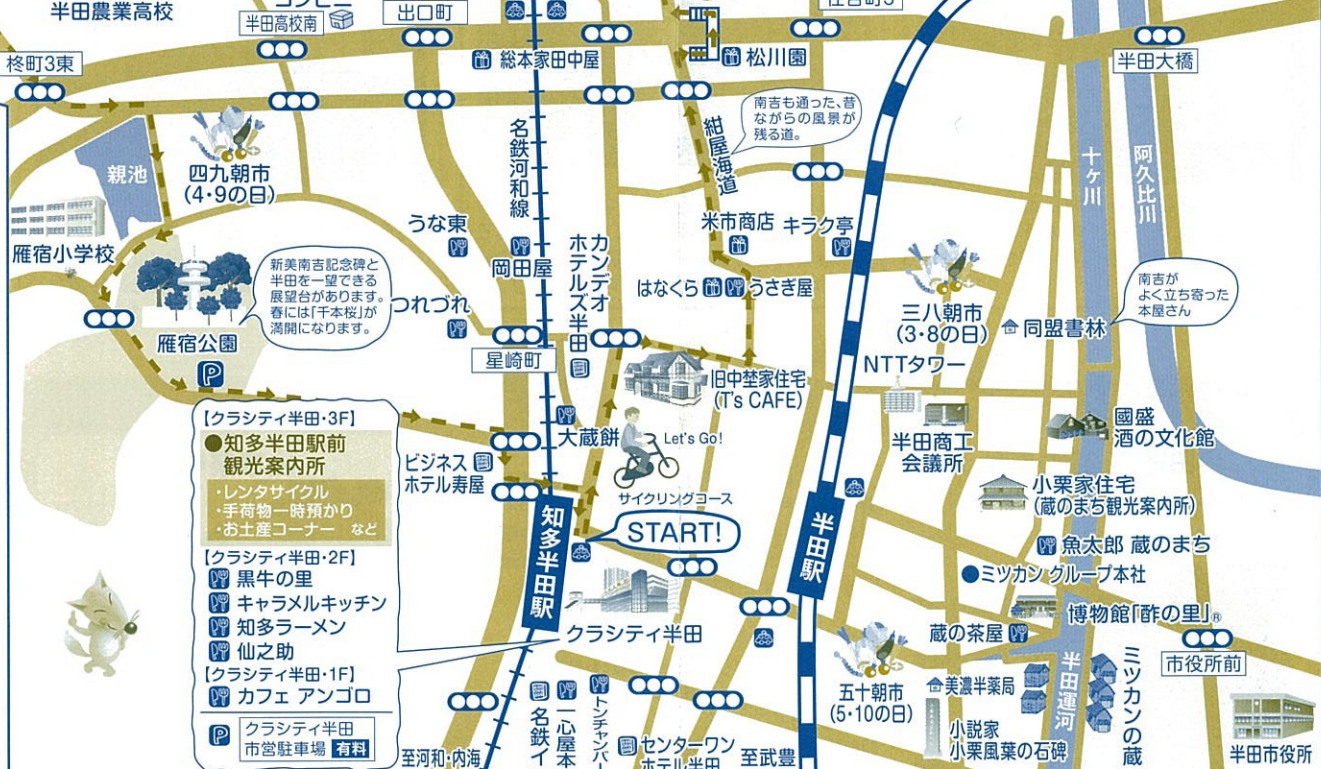 半田農業高校
コンビニ
半田高校南
出口町
住吉町5
柊町3東
総本家田中屋
松川園
半田大橋
南吉も通った、昔
ながらの風景が
残る道。
紺屋海道
名鉄河和線
四九朝市
(4・9の日)
親池
雁宿小学校
十ヶ川
阿久比川
うな東
岡田屋
カンデオ
ホテルズ半田
米市商店
キラク亭
はなくら
うさぎ屋
新美南吉記念碑と
半田を一望できる
展望台があります。
春には「千本桜」が
満開になります。
雁宿公園
つれづれ
星崎町
三八朝市
(3・8の日)
同盟書林
南吉が
よく立ち寄った
本屋さん
NTTタワー
旧中埜家住宅
(T's CAFE)
P
大蔵餅
Let's Go!
ビジネス
ホテル寿屋
サイクリングコース
START!
知多半田駅
半田駅
半田商工
会議所
國盛
酒の文化館
小栗家住宅
(蔵のまち観光案内所)
魚太郎 蔵のまち
●ミツカン グループ本社
博物館「酢の里」®
蔵の茶屋
市役所前
【クラシティ半田・3F】
●知多半田駅前
観光案内所
・レンタサイクル
・手荷物一時預かり
・お土産コーナー など
【クラシティ半田・2F】
黒牛の里
キャラメルキッチン
知多ラーメン
仙之助
【クラシティ半田・1F】
カフェ アンゴロ
P
クラシティ半田
市営駐車場 有料
クラシティ半田
五十朝市
(5・10の日)
美濃半薬局
小説家
小栗風葉の石碑
半田運河
ミツカンの蔵
半田市役所
至河和・内海
名鉄イ
一心屋本
トンチャンバー
センターワン
ホテル半田
至武豊